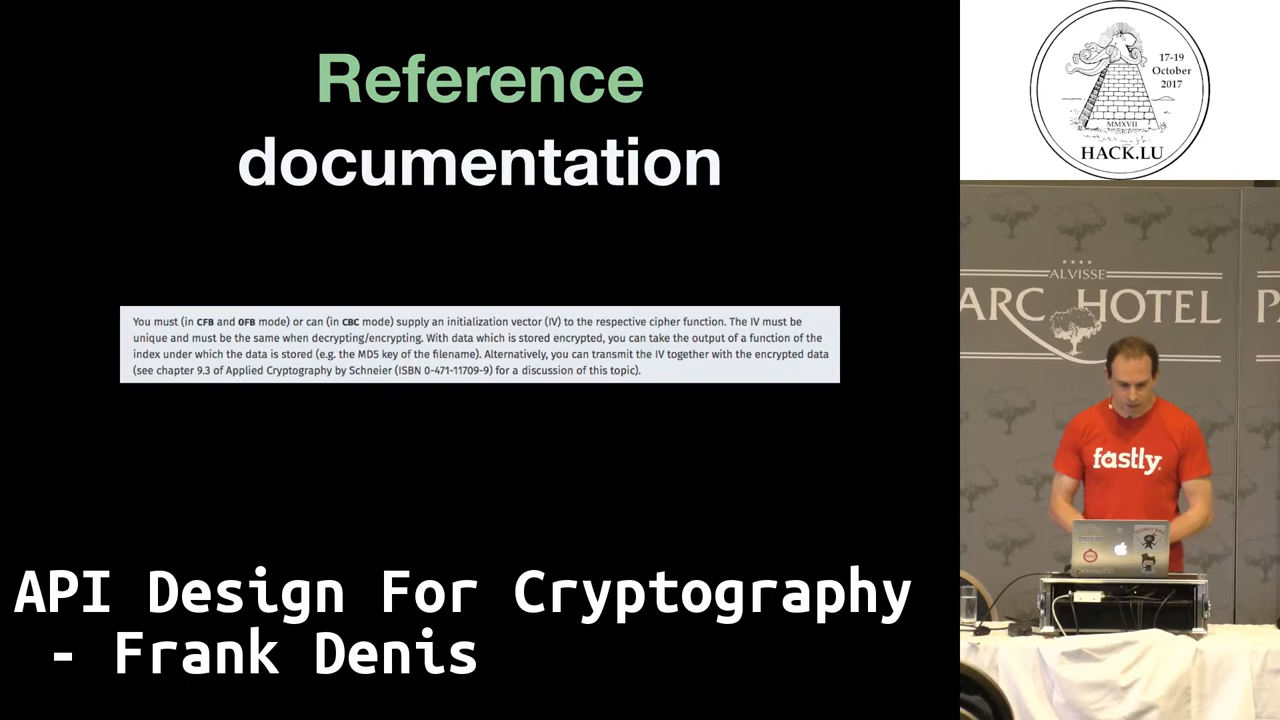 Reference
documentation
You must (in CFB and OFB mode) or can (in CBC mode) supply an initialization vector (IV) to the respective cipher function. The IV must be
unique and must be the same when decrypting/encrypting. With data which is stored encrypted, you can take the output of a function of the
index under which the data is stored (e.g. the MD5 key of the filename). Alternatively, you can transmit the IV together with the encrypted data
(see chapter 9.3 of Applied Cryptography by Schneier (ISBN 0-471-11709-9) for a discussion of this topic).
API Design For Cryptography
- Frank Denis
17-19
October
2017
MMXVII
HACK.LU
ALVISSE
ARC HOTEL
P
fastly.